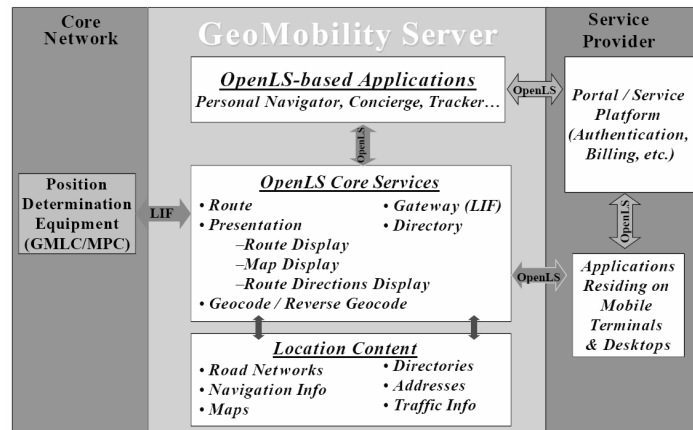 Core
Network
GeoMobility Server
Service
Provider
OpenLS-based Applications
Personal Navigator, Concierge, Tracker…
OpenLS
Portal / Service
Platform
(Authentication,
Billing, etc.)
OpenLS
OpenLS
Position
Determination
Equipment
(GMLC/MPC)
LIF
OpenLS Core Services
• Route
• Presentation
–Route Display
–Map Display
–Route Directions Display
• Geocode / Reverse Geocode
• Gateway (LIF)
• Directory
OpenLS
Applications
Residing on
Mobile
Terminals
& Desktops
Location Content
• Road Networks
• Navigation Info
• Maps
• Directories
• Addresses
• Traffic Info